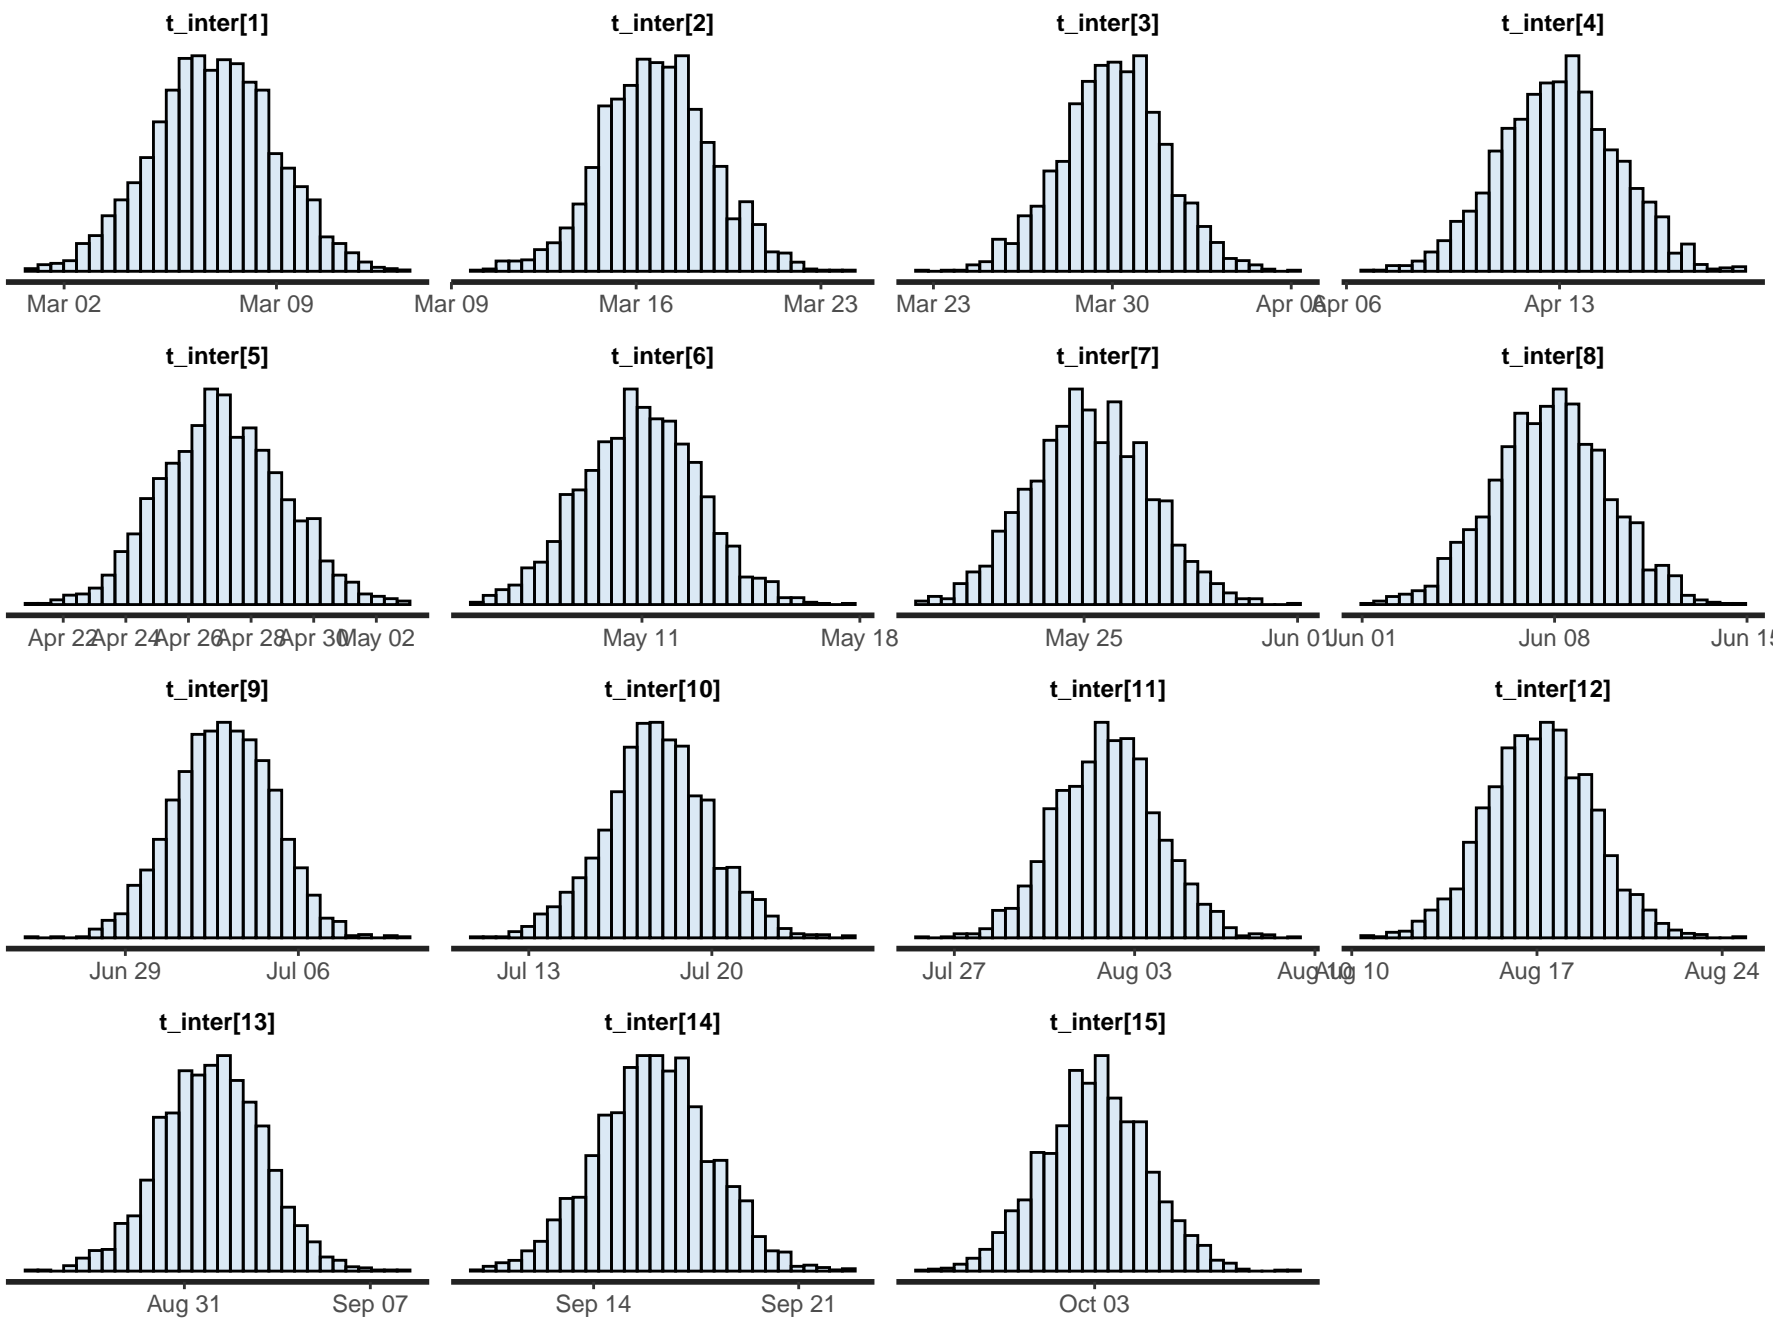 t_inter[1] t_inter[2] t_inter[3] t_inter[4]
Mar 02 Mar 09 Mar 09 Mar 16 Mar 23 Mar 23 Mar 30 Apr 06 Apr 06 Apr 13
t_inter[5] t_inter[6] t_inter[7] t_inter[8]
Apr 22 Apr 24 Apr 26 Apr 28 Apr 30 May 02 May 11 May 18 May 25 Jun 01 Jun 01 Jun 08 Jun 15
t_inter[9] t_inter[10] t_inter[11] t_inter[12]
Jun 29 Jul 06 Jul 13 Jul 20 Jul 27 Aug 03 Aug 10 Aug 10 Aug 17 Aug 24
t_inter[13] t_inter[14] t_inter[15]
Aug 31 Sep 07 Sep 14 Sep 21 Oct 03